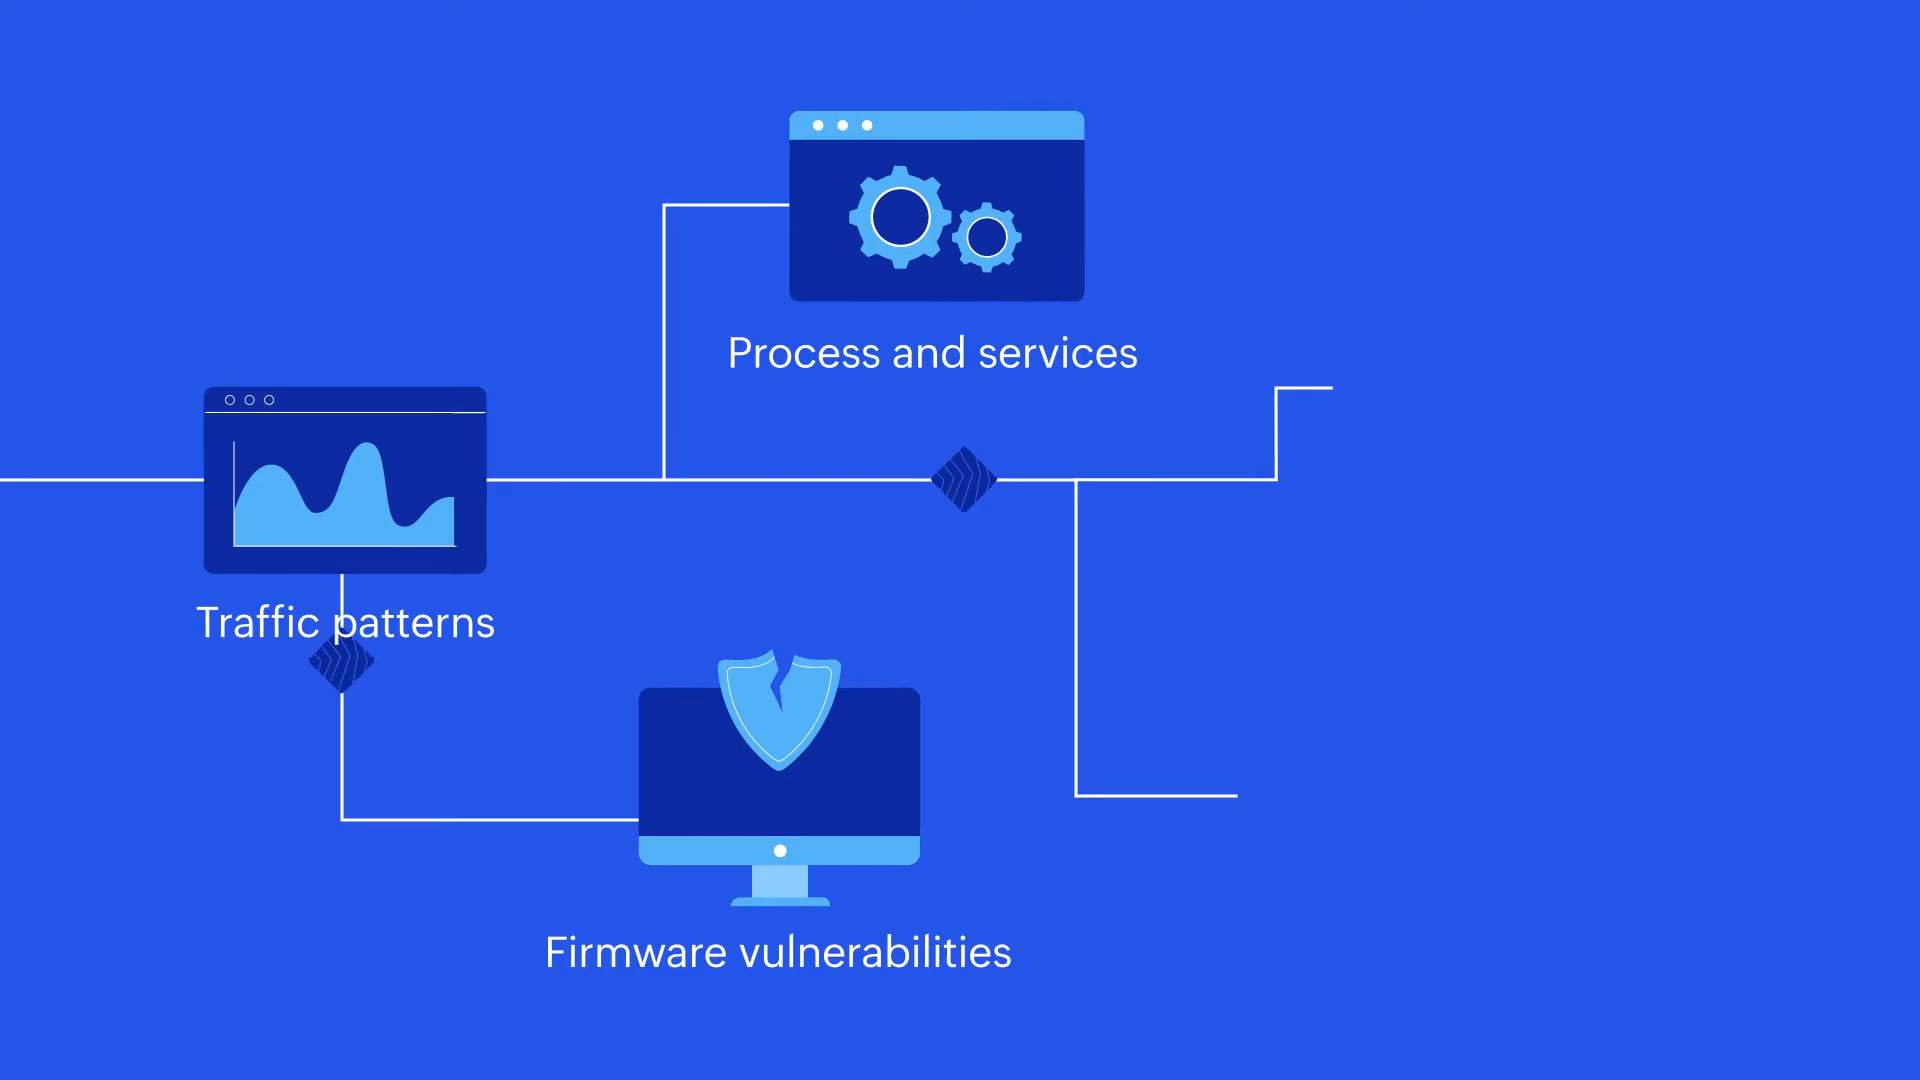 Process and services
Traffic patterns
Firmware vulnerabilities